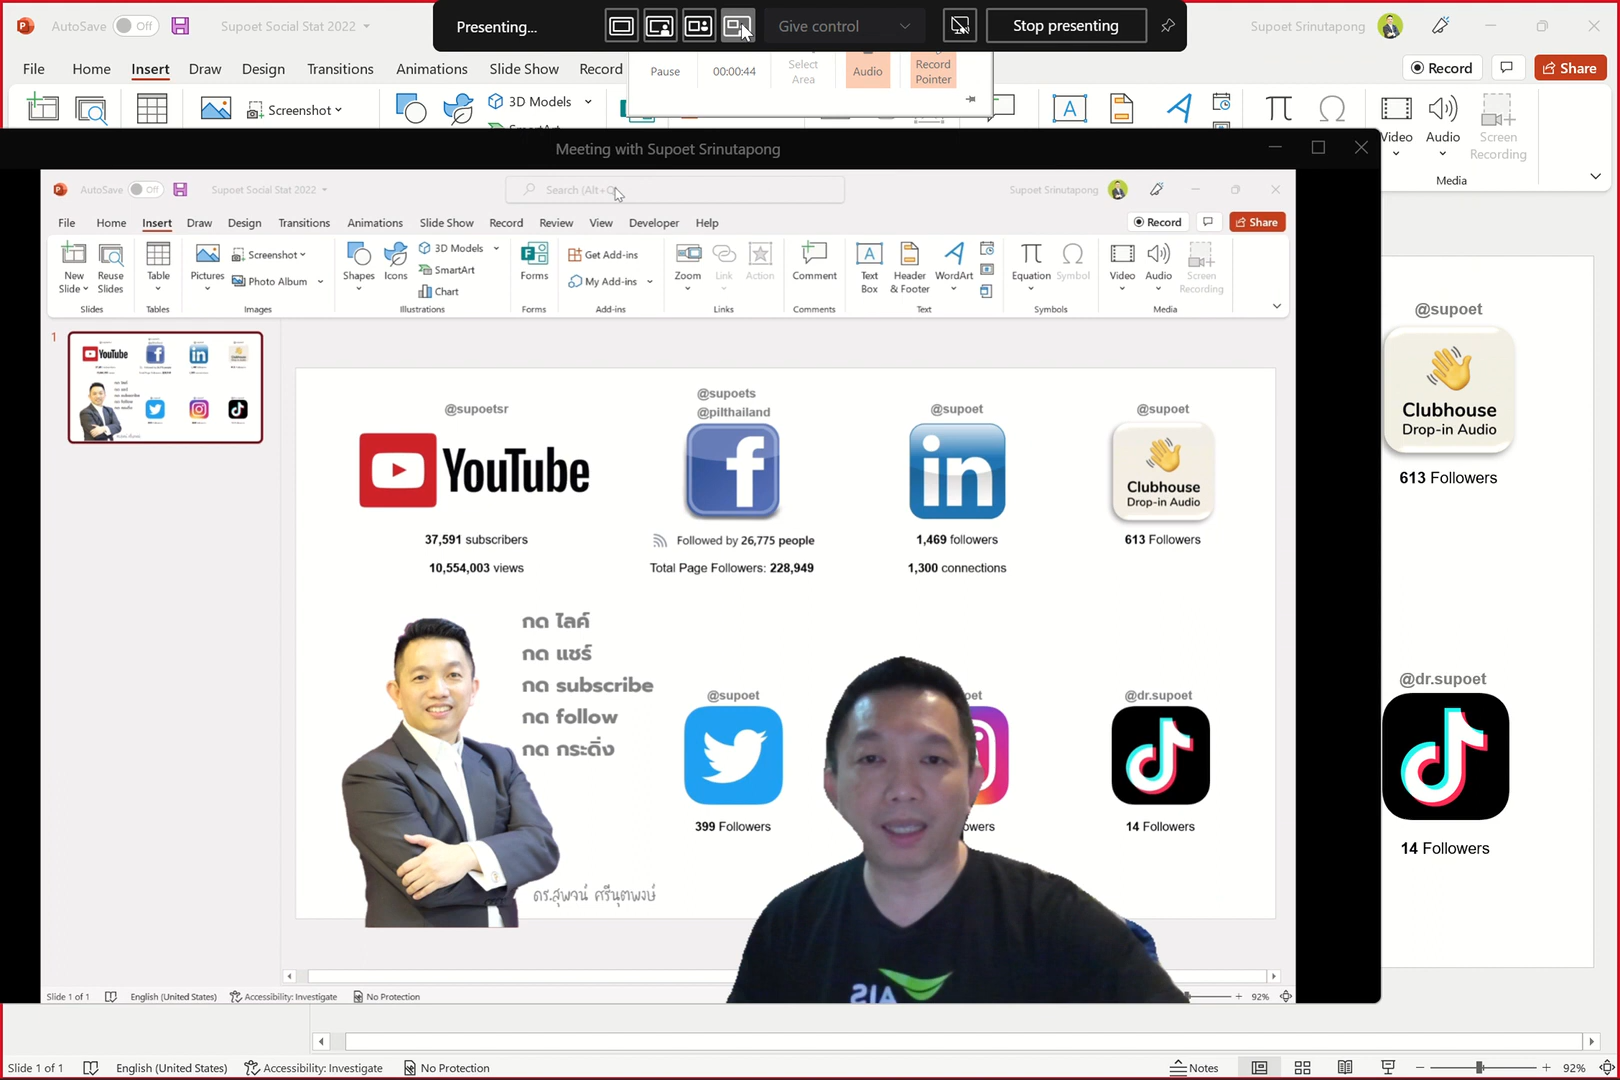 AutoSave
Off
Supoet Social Stat 2022
Presenting...
Give control
Stop presenting
Supoet Srinutapong
File
Home
Insert
Draw
Design
Transitions
Animations
Slide Show
Record
Pause
00:00:44
Select
Area
Audio
Record
Pointer
Record
Share
Screenshot
3D Models
Video
Audio
Screen
Recording
Media
Meeting with Supoet Srinutapong
AutoSave
Off
Supoet Social Stat 2022
Search (Alt+Q)
Supoet Srinutapong
File
Home
Insert
Draw
Design
Transitions
Animations
Slide Show
Record
Review
View
Developer
Help
Record
Share
New
Slide
Reuse
Slides
Table
Pictures
Screenshot
Photo Album
Shapes
Icons
3D Models
SmartArt
Chart
Forms
Get Add-ins
My Add-ins
Zoom
Link
Action
Comment
Text
Box
Header
& Footer
WordArt
Equation
Symbol
Video
Audio
Screen
Recording
Slides
Tables
Images
Illustrations
Forms
Add-ins
Links
Comments
Text
Symbols
Media
1
@supoetsr
YouTube
37,591 subscribers
10,554,003 views
@supoets
@pilthailand
Followed by 26,775 people
Total Page Followers: 228,949
@supoet
in
1,469 followers
1,300 connections
@supoet
Clubhouse
Drop-in Audio
613 Followers
กด ไลค์
กด แชร์
กด subscribe
กด follow
กด กระดิ่ง
ดร.สุพจน์ ศรีนุตพงษ์
@supoet
399 Followers
@dr.supoet
14 Followers
AIS
@supoet
Clubhouse
Drop-in Audio
613 Followers
@dr.supoet
14 Followers
Slide 1 of 1
English (United States)
Accessibility: Investigate
No Protection
92%
Slide 1 of 1
English (United States)
Accessibility: Investigate
No Protection
Notes
92%